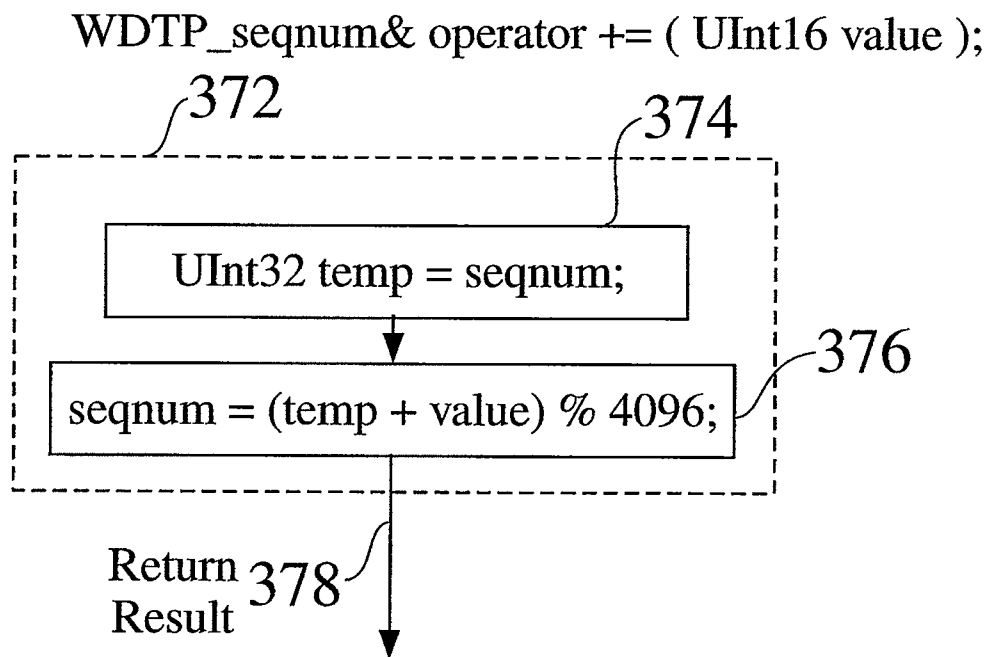 WDTP_seqnum& operator += ( UInt16 value );
372
374
UInt32 temp = seqnum;
376
seqnum = (temp + value) % 4096;
Return
Result
378